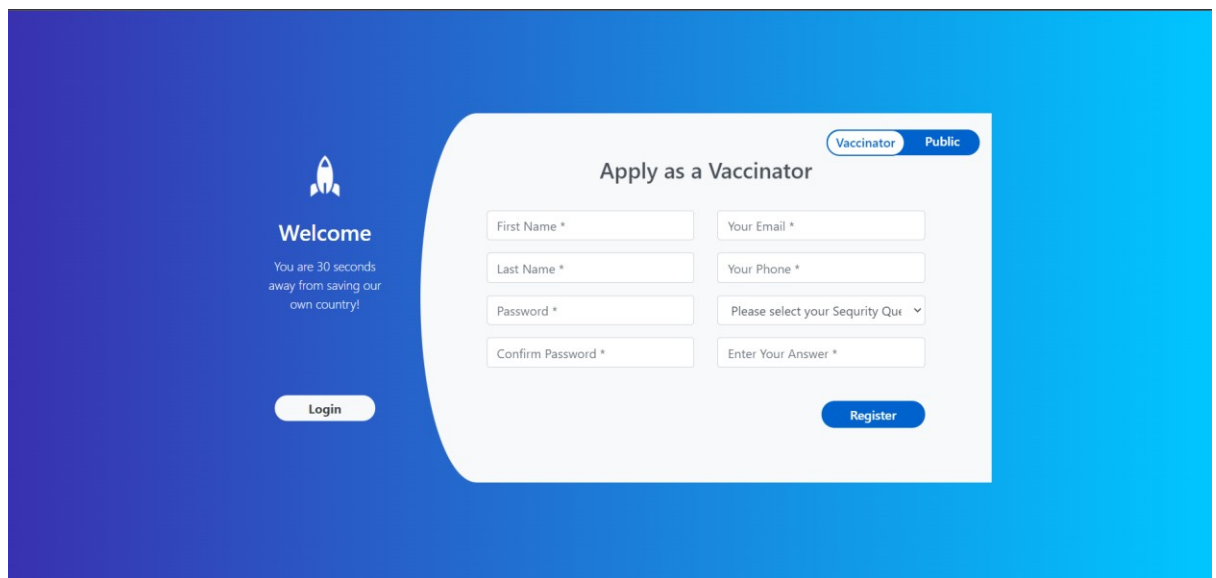 Welcome
You are 30 seconds
away from saving our
own country!
Login
Vaccinator
Public
Apply as a Vaccinator
First Name *
Your Email *
Last Name *
Your Phone *
Password *
Please select your Sequrity Que
Confirm Password *
Enter Your Answer *
Register